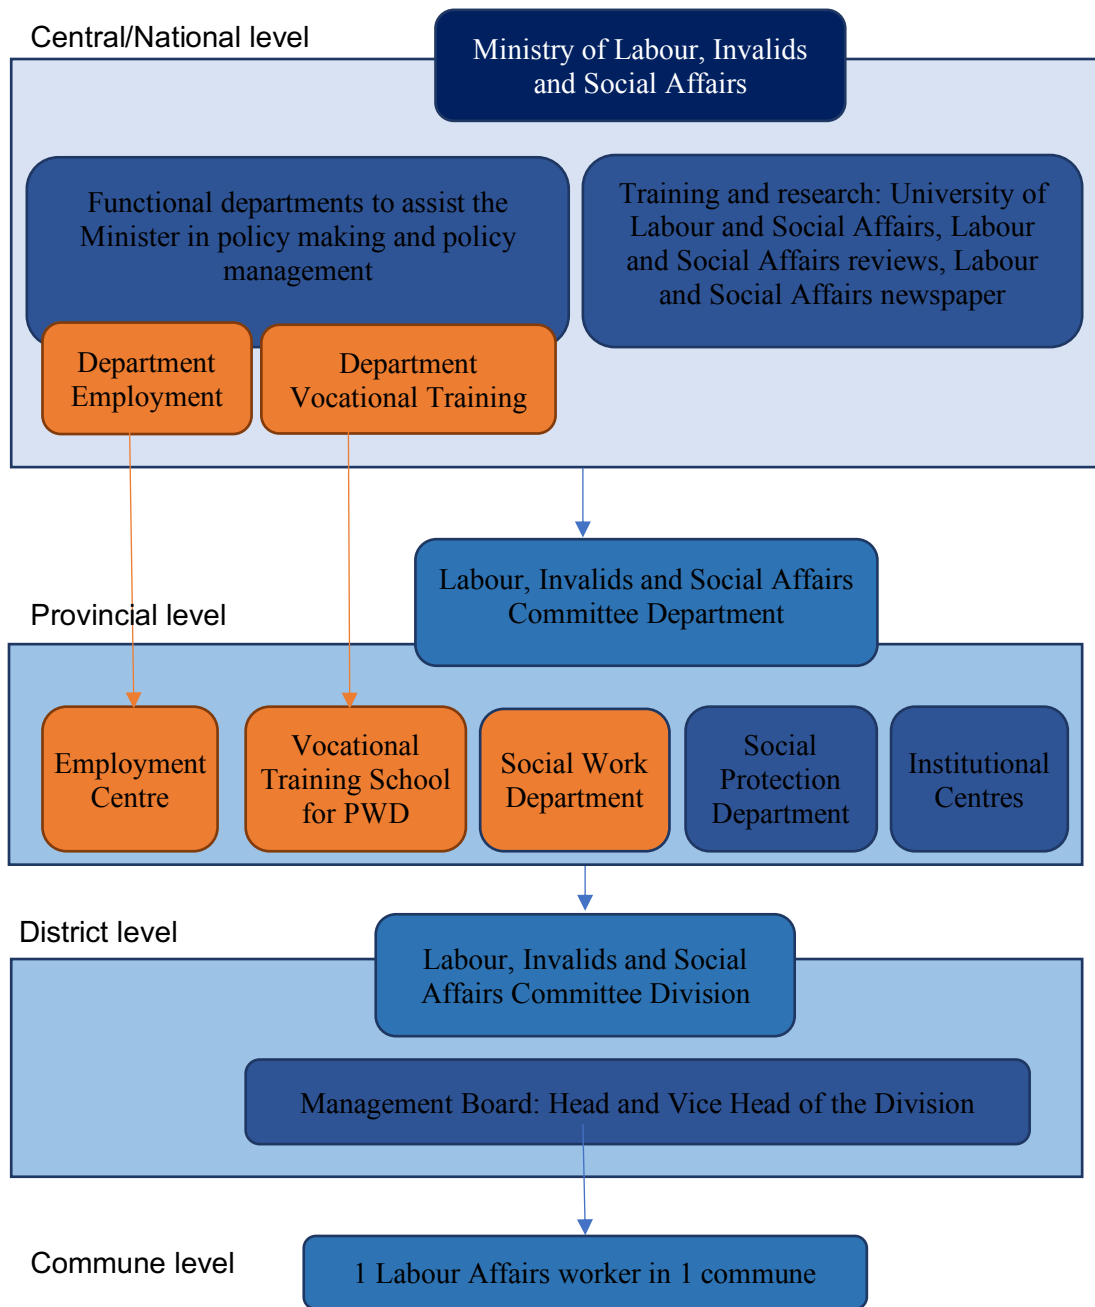 Central/National level
Ministry of Labour, Invalids
and Social Affairs
Functional departments to assist the
Minister in policy making and policy
management
Training and research: University of
Labour and Social Affairs, Labour
and Social Affairs reviews, Labour
and Social Affairs newspaper
Department
Employment
Department
Vocational Training
Labour, Invalids and Social Affairs
Committee Department
Provincial level
Employment
Centre
Vocational
Training School
for PWD
Social Work
Department
Social
Protection
Department
Institutional
Centres
District level
Labour, Invalids and Social
Affairs Committee Division
Management Board: Head and Vice Head of the Division
Commune level
1 Labour Affairs worker in 1 commune